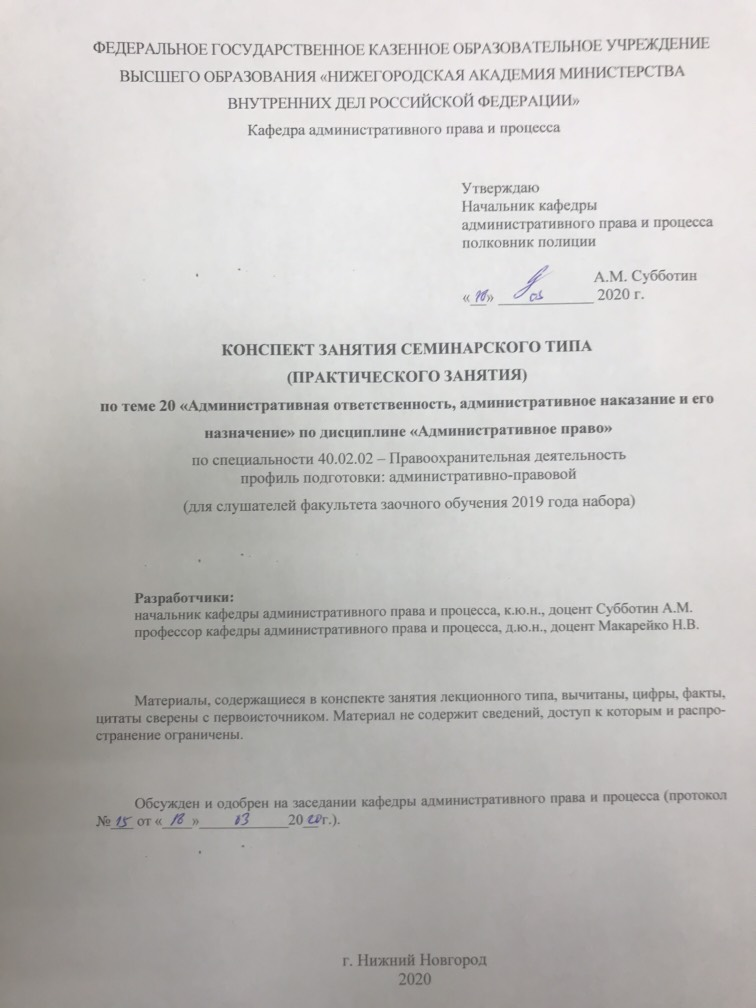 ФЕДЕРАЛЬНОЕ ГОСУДАРСТВЕННОЕ КАЗЕННОЕ ОБРАЗОВАТЕЛЬНОЕ УЧРЕЖДЕНИЕ
ВЫСШЕГО ОБРАЗОВАНИЯ «НИЖЕГОРОДСКАЯ АКАДЕМИЯ МИНИСТЕРСТВА
ВНУТРЕННИХ ДЕЛ РОССИЙСКОЙ ФЕДЕРАЦИИ»
Кафедра административного права и процесса
Утверждаю
Начальник кафедры
административного права и процесса
полковник полиции
А.М. Субботин
«18» 03 2020 г.
КОНСПЕКТ ЗАНЯТИЯ СЕМИНАРСКОГО ТИПА
(ПРАКТИЧЕСКОГО ЗАНЯТИЯ)
по теме 20 «Административная ответственность, административное наказание и его
назначение» по дисциплине «Административное право»
по специальности 40.02.02 – Правоохранительная деятельность
профиль подготовки: административно-правовой
(для слушателей факультета заочного обучения 2019 года набора)
Разработчики:
начальник кафедры административного права и процесса, к.ю.н., доцент Субботин А.М.
профессор кафедры административного права и процесса, д.ю.н., доцент Макарейко Н.В.
Материалы, содержащиеся в конспекте занятия лекционного типа, вычитаны, цифры, факты,
цитаты сверены с первоисточником. Материал не содержит сведений, доступ к которым и распро-
странение ограничены.
Обсужден и одобрен на заседании кафедры административного права и процесса (протокол
№ 15 от « 18 » 03 2020 г.).
г. Нижний Новгород
2020